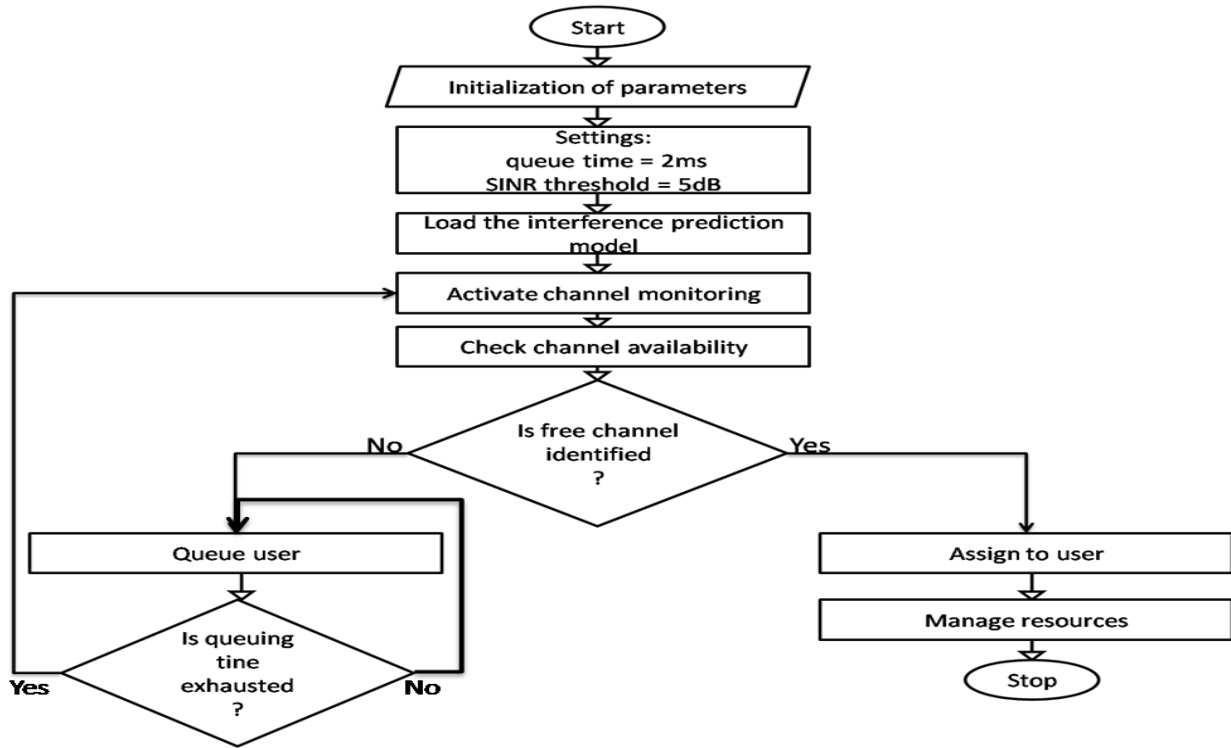 Start
Initialization of parameters
Settings:
queue time = 2ms
SINR threshold = 5dB
Load the interference prediction
model
Activate channel monitoring
Check channel availability
Is free channel
identified
?
No
Yes
Queue user
Assign to user
Is queuing
tine
exhausted
?
Yes
No
Manage resources
Stop